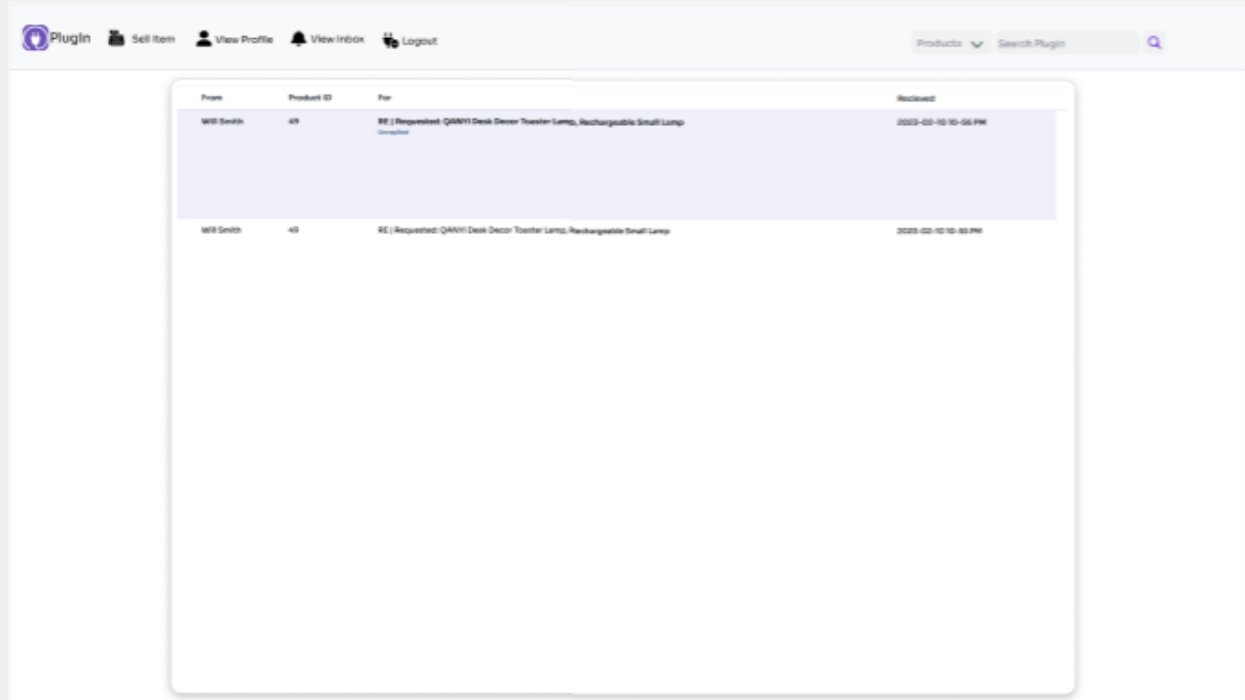 PlugIn Sell Item View Profile View Inbox Logout Products Search PlugIn
From Product ID For Recieved
Will Smith 49 RE | Requested: QANYI Desk Decor Toaster Lamp, Rechargeable Small Lamp
Unreplied
Will Smith 49 RE | Requested: QANYI Desk Decor Toaster Lamp, Rechargeable Small Lamp